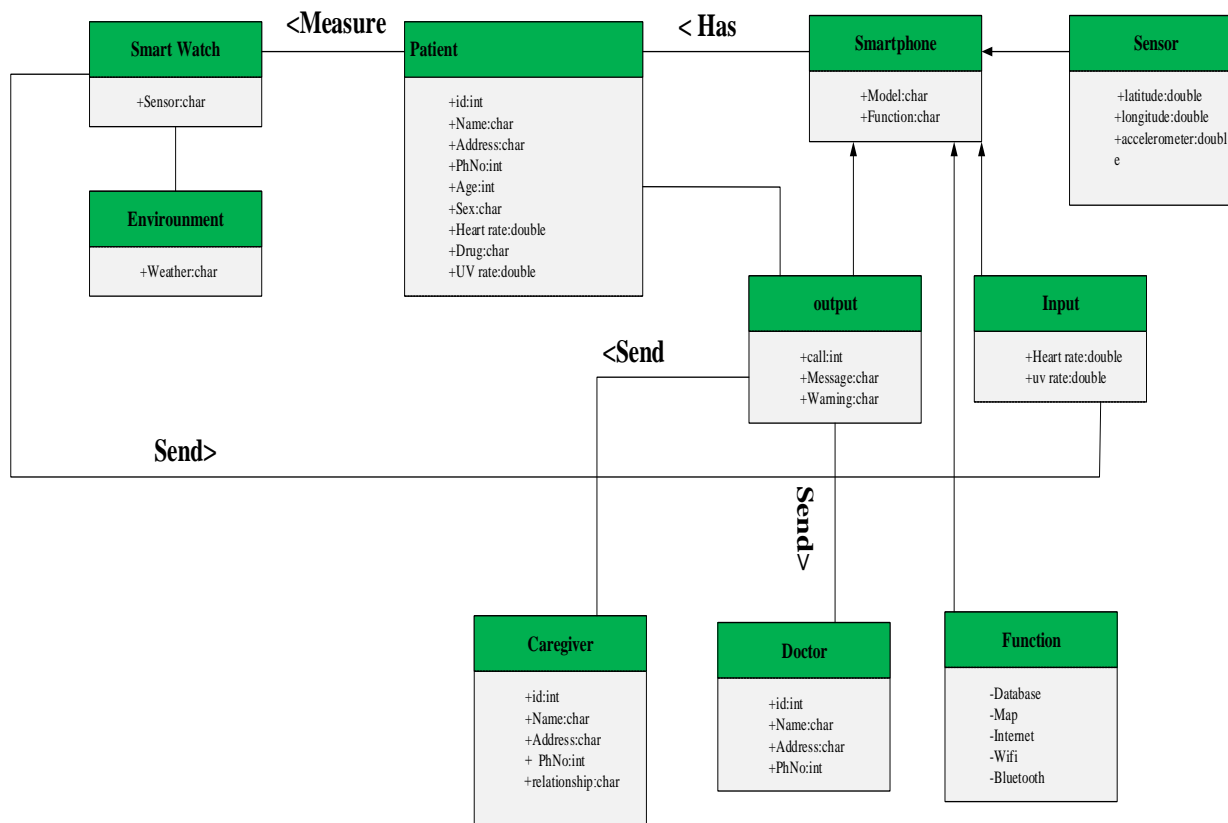 <Measure
< Has
Smart Watch
+Sensor:char
Patient
+id:int
+Name:char
+Address:char
+PhNo:int
+Age:int
+Sex:char
+Heart rate:double
+Drug:char
+UV rate:double
Smartphone
+Model:char
+Function:char
Sensor
+latitude:double
+longitude:double
+accelerometer:doubl
e
Envirounment
+Weather:char
output
+call:int
+Message:char
+Warning:char
Input
+Heart rate:double
+uv rate:double
<Send
Send>
Send>
Caregiver
+id:int
+Name:char
+Address:char
+ PhNo:int
+relationship:char
Doctor
+id:int
+Name:char
+Address:char
+PhNo:int
Function
-Database
-Map
-Internet
-Wifi
-Bluetooth